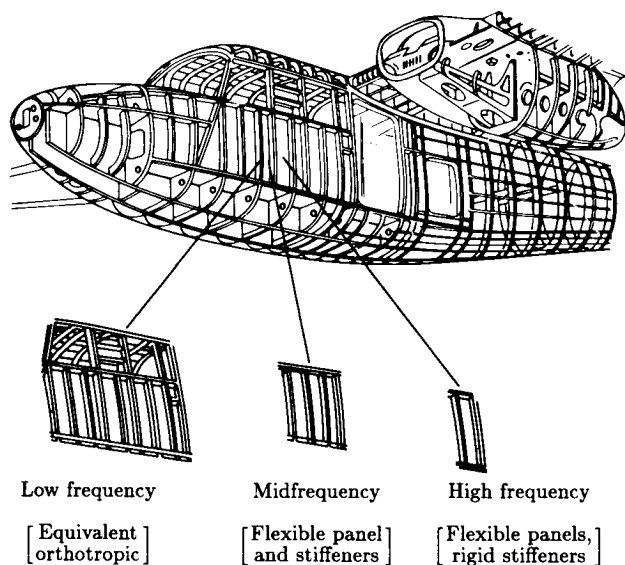 Low frequency
Midfrequency
High frequency
[Equivalent
orthotropic]
[Flexible panel
and stiffeners]
[Flexible panels,
rigid stiffeners]